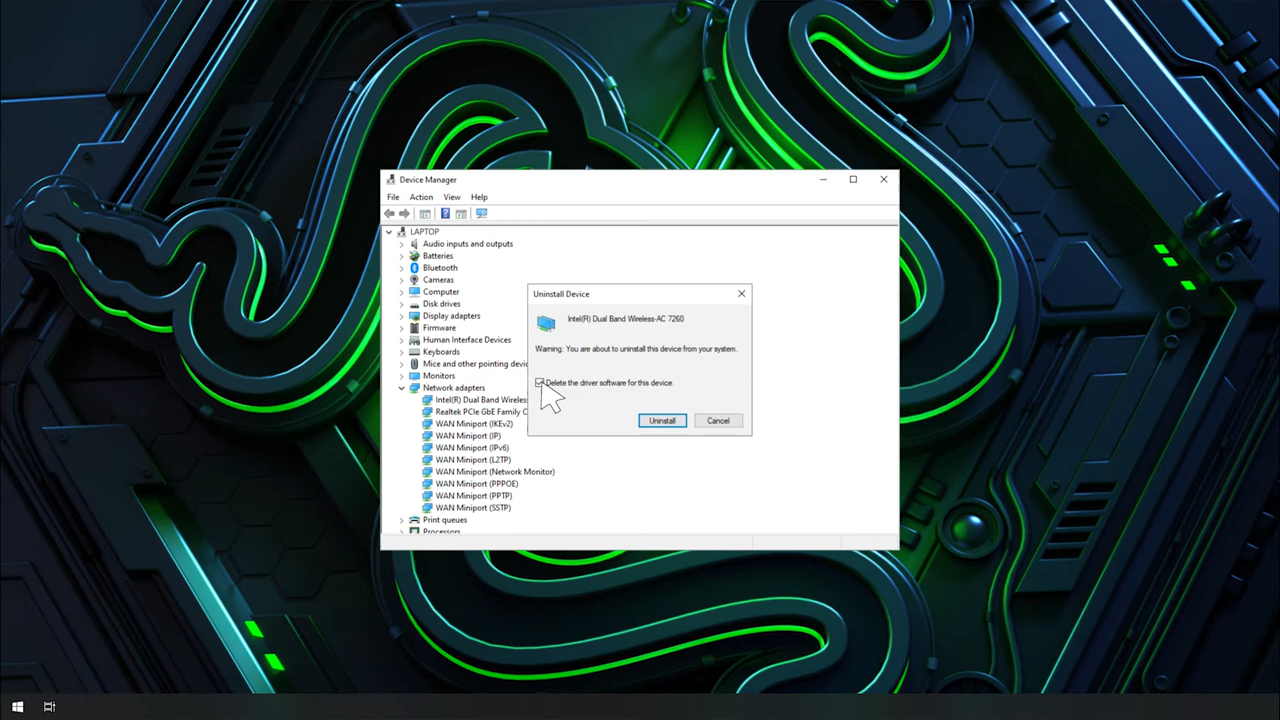 Device Manager
File Action View Help
LAPTOP
Audio inputs and outputs
Batteries
Bluetooth
Cameras
Computer
Disk drives
Display adapters
Firmware
Human Interface Devices
Keyboards
Mice and other pointing devic
Monitors
Network adapters
Intel(R) Dual Band Wireless
Realtek PCIe GbE Family C
WAN Miniport (IKEv2)
WAN Miniport (IP)
WAN Miniport (IPv6)
WAN Miniport (L2TP)
WAN Miniport (Network Monitor)
WAN Miniport (PPPOE)
WAN Miniport (PPTP)
WAN Miniport (SSTP)
Print queues
Processors
Uninstall Device
Intel(R) Dual Band Wireless-AC 7260
Warning: You are about to uninstall this device from your system.
Delete the driver software for this device.
Uninstall Cancel